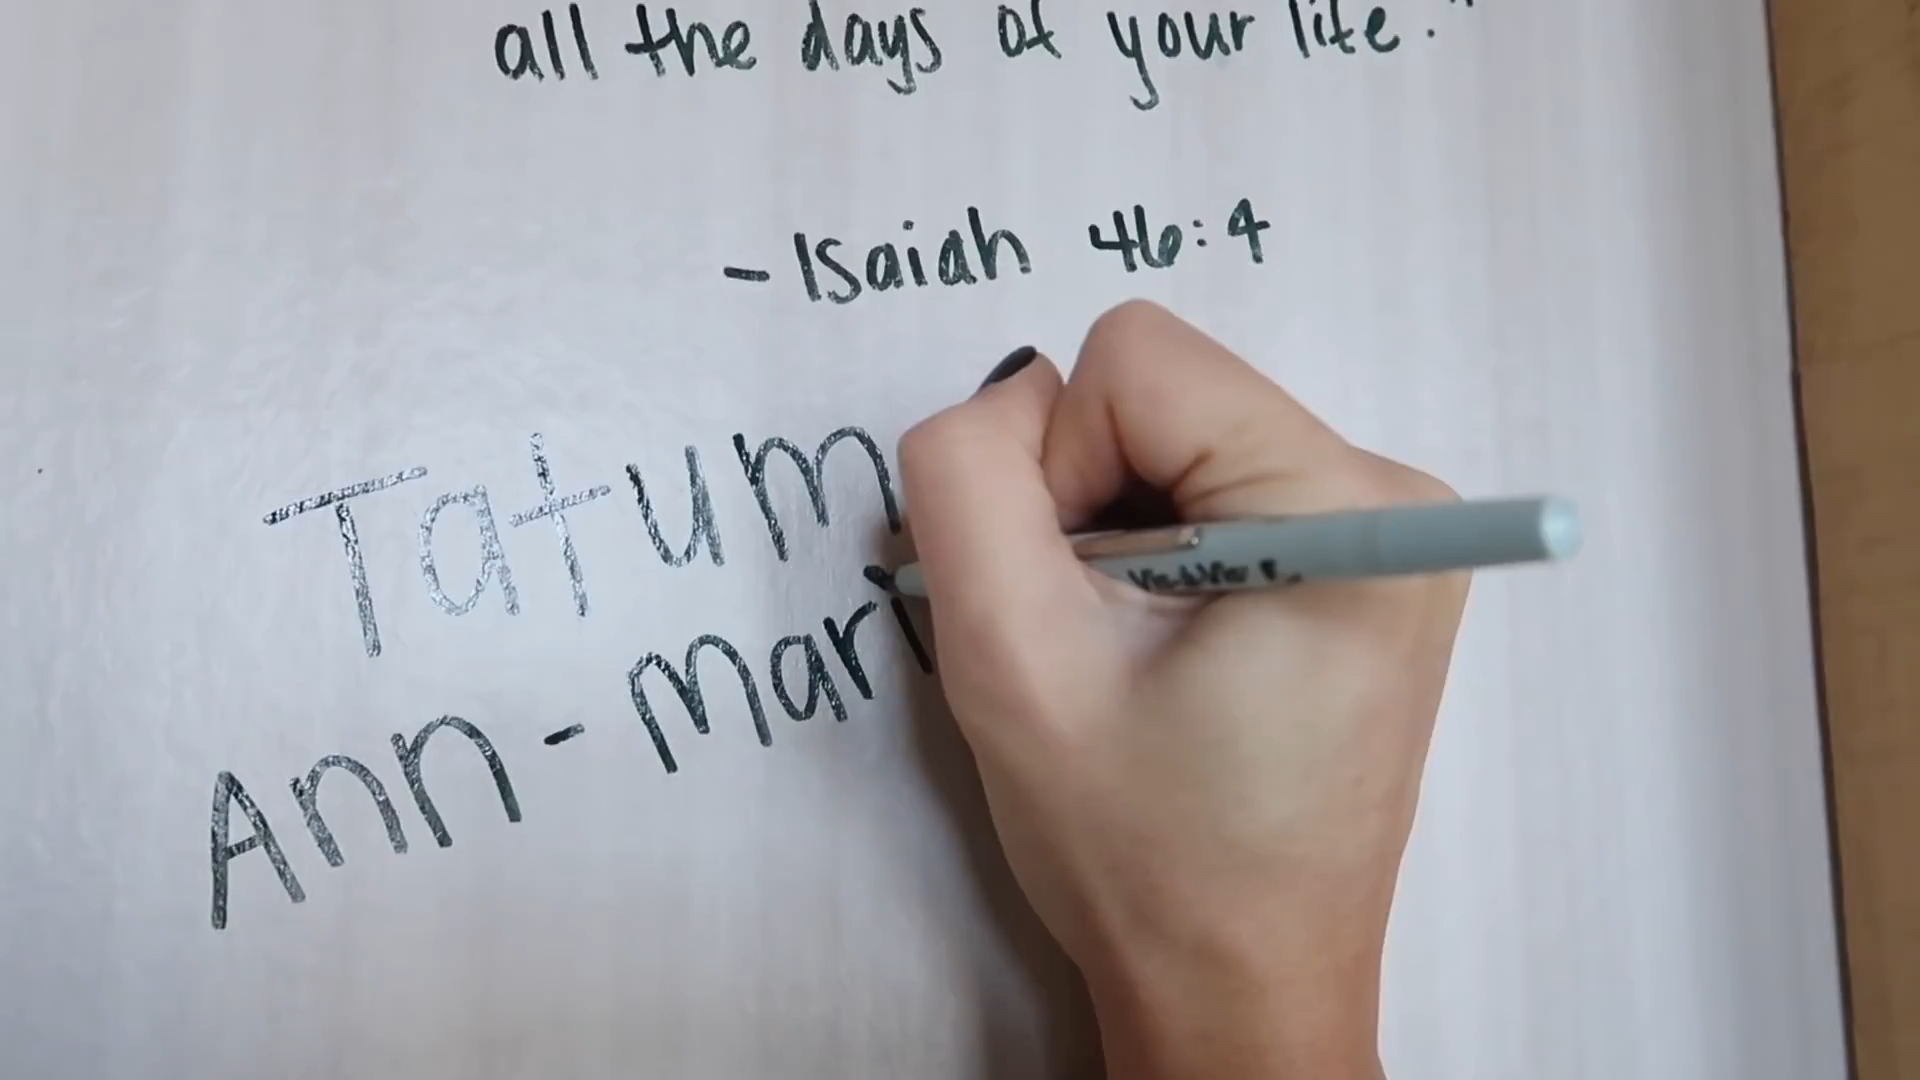 all the days of your life."
- Isaiah 46:4
Tatum
Ann-Mari